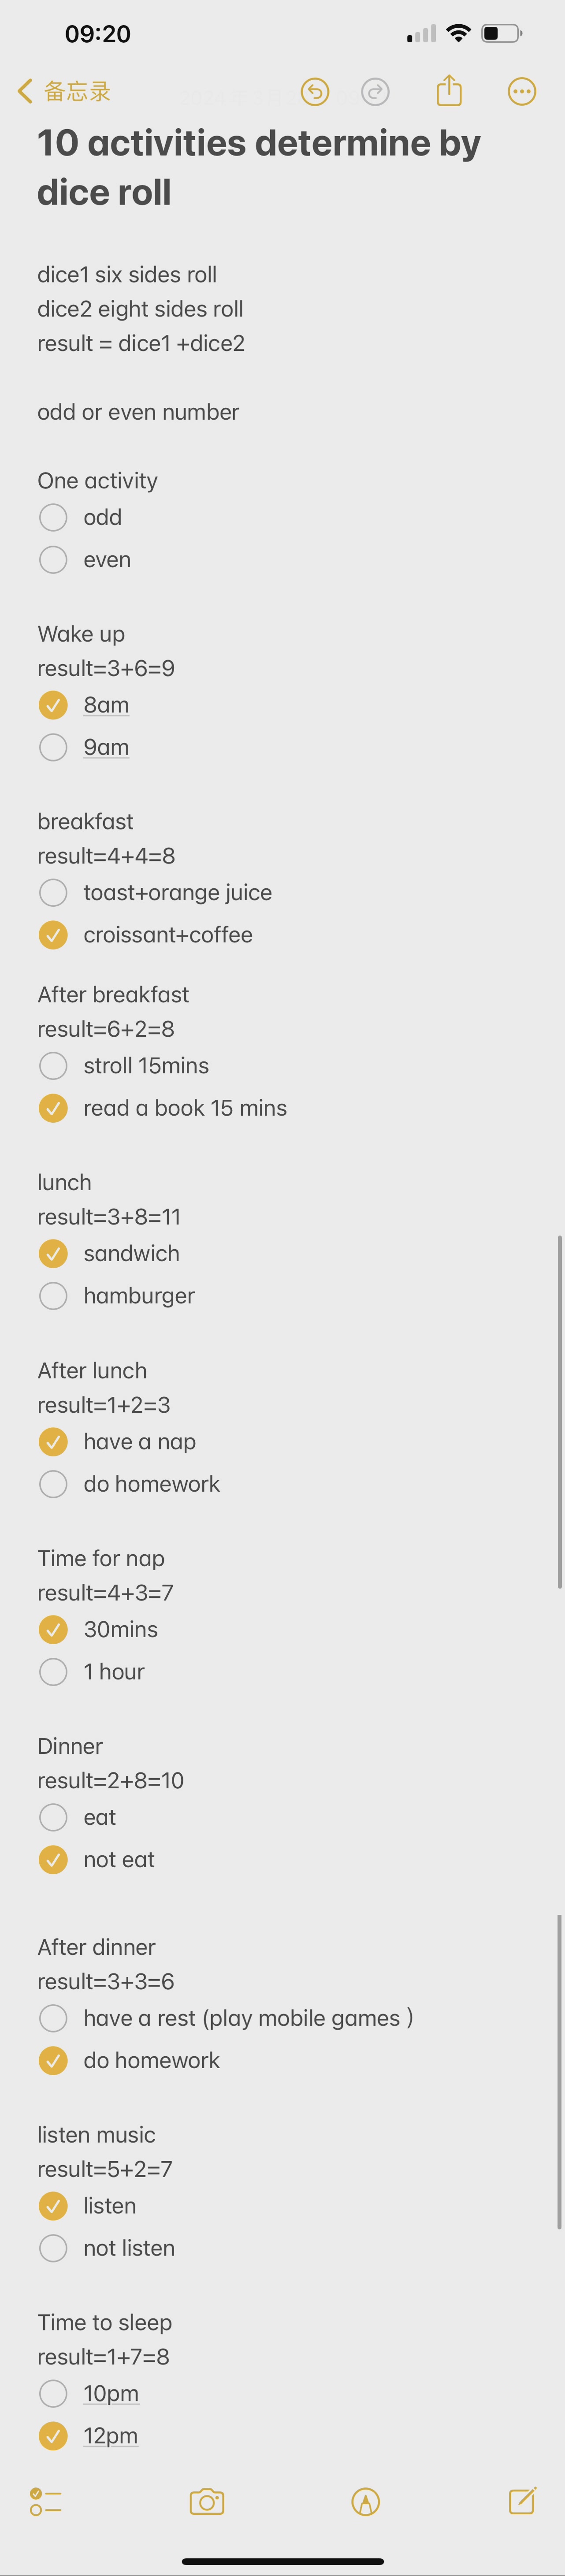 09:20
备忘录
10 activities determine by
dice roll
dice1 six sides roll
dice2 eight sides roll
result = dice1 +dice2
odd or even number
One activity
odd
even
Wake up
result=3+6=9
8am
9am
breakfast
result=4+4=8
toast+orange juice
croissant+coffee
After breakfast
result=6+2=8
stroll 15mins
read a book 15 mins
lunch
result=3+8=11
sandwich
hamburger
After lunch
result=1+2=3
have a nap
do homework
Time for nap
result=4+3=7
30mins
1 hour
Dinner
result=2+8=10
eat
not eat
After dinner
result=3+3=6
have a rest (play mobile games )
do homework
listen music
result=5+2=7
listen
not listen
Time to sleep
result=1+7=8
10pm
12pm